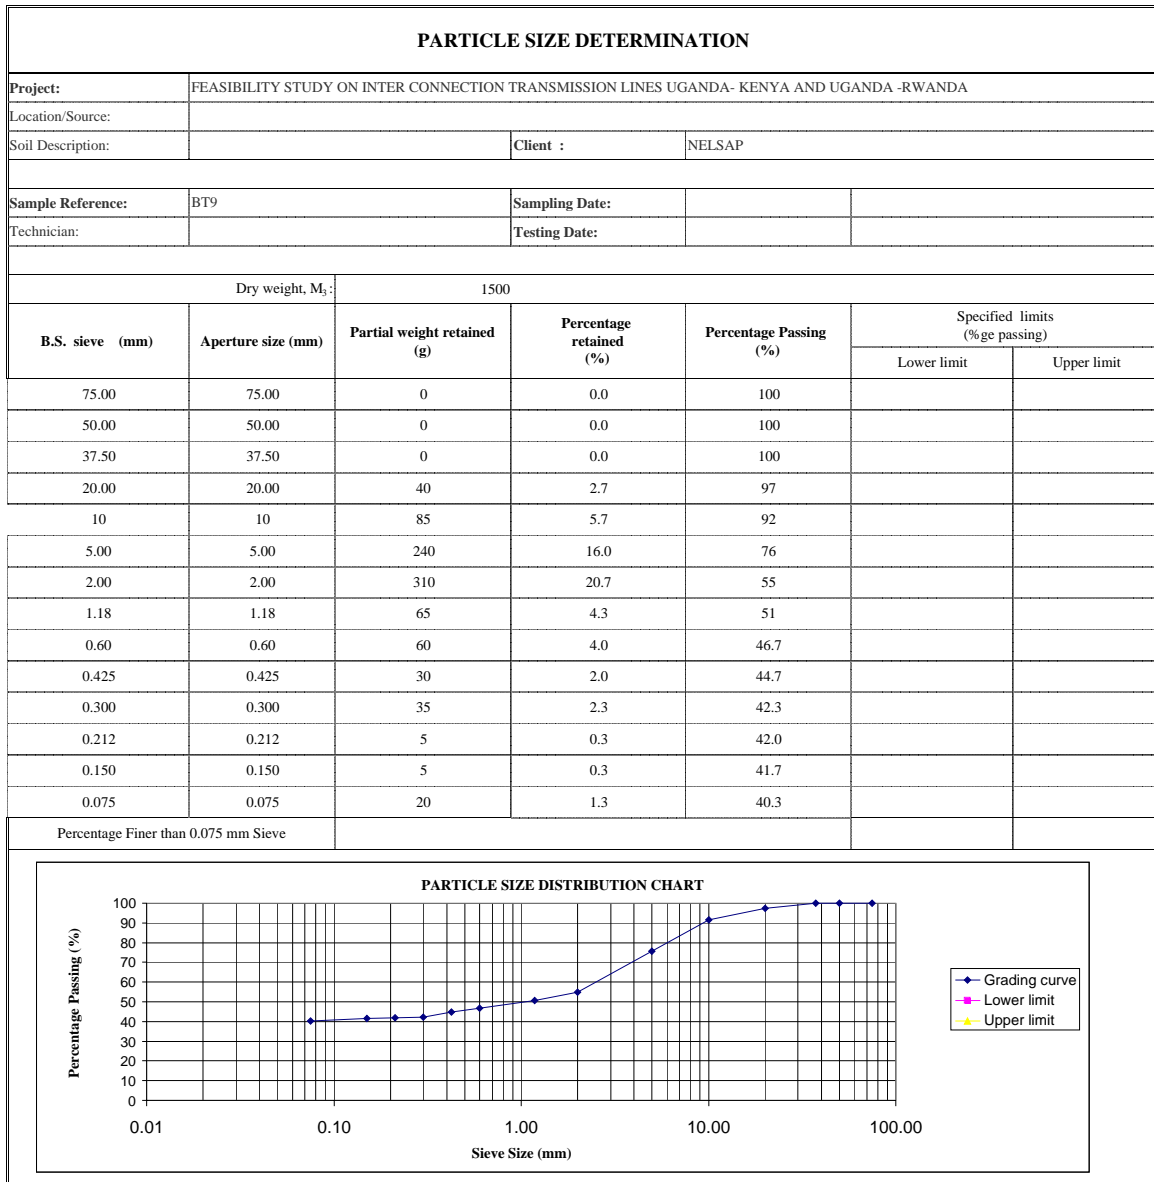 PARTICLE SIZE DETERMINATION
Project: FEASIBILITY STUDY ON INTER CONNECTION TRANSMISSION LINES UGANDA- KENYA AND UGANDA -RWANDA
Location/Source:
Soil Description: Client : NELSAP
Sample Reference: BT9 Sampling Date:
Technician: Testing Date:
Dry weight, M3 : 1500
B.S. sieve (mm) Aperture size (mm) Partial weight retained (g) Percentage retained (%) Percentage Passing (%) Specified limits (%ge passing)
Lower limit Upper limit
75.00 75.00 0 0.0 100
50.00 50.00 0 0.0 100
37.50 37.50 0 0.0 100
20.00 20.00 40 2.7 97
10 10 85 5.7 92
5.00 5.00 240 16.0 76
2.00 2.00 310 20.7 55
1.18 1.18 65 4.3 51
0.60 0.60 60 4.0 46.7
0.425 0.425 30 2.0 44.7
0.300 0.300 35 2.3 42.3
0.212 0.212 5 0.3 42.0
0.150 0.150 5 0.3 41.7
0.075 0.075 20 1.3 40.3
Percentage Finer than 0.075 mm Sieve
PARTICLE SIZE DISTRIBUTION CHART
Percentage Passing (%)
100
90
80
70
60
50
40
30
20
10
0
0.01 0.10 1.00 10.00 100.00
Sieve Size (mm)
Grading curve
Lower limit
Upper limit